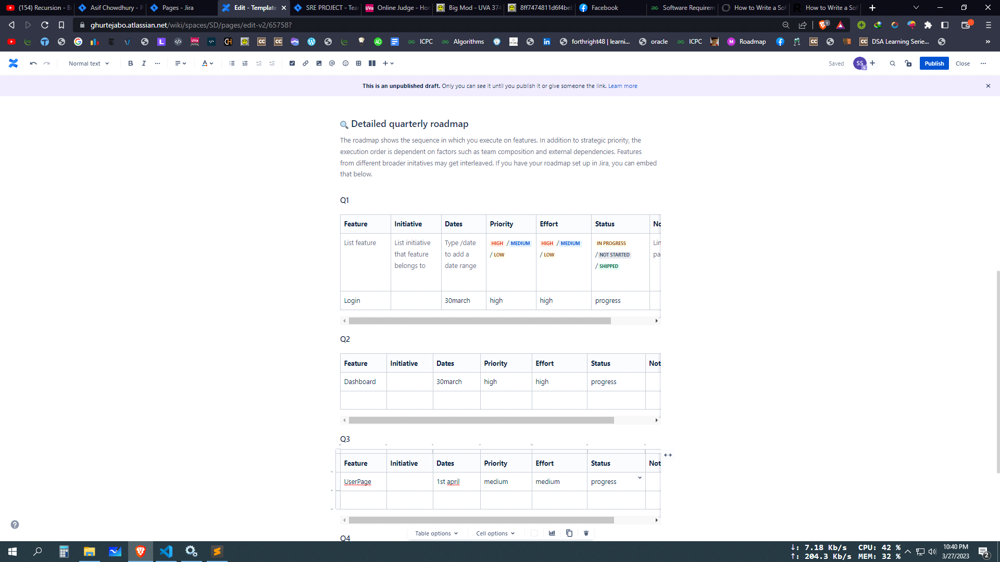 (154) Recursion - B
Asif Chowdhury - P
Pages - Jira
Edit - Template
SRE PROJECT - Tea
Online Judge - Hor
Big Mod - UVA 374
8ff7474811d6f4beb
Facebook
Software Requirem
How to Write a Sof
How to Write a Sof
ghurtejabo.atlassian.net/wiki/spaces/SD/pages/edit-v2/65758?
ICPC
Algorithms
forthright48 | learni...
oracle
ICPC
Roadmap
DSA Learning Serie...
Normal text
Saved
SS
Publish
Close
This is an unpublished draft. Only you can see it until you publish it or give someone the link. Learn more
Detailed quarterly roadmap
The roadmap shows the sequence in which you execute on features. In addition to strategic priority, the
execution order is dependent on factors such as team composition and external dependencies. Features
from different broader initatives may get interleaved. If you have your roadmap set up in Jira, you can embed
that below.
Q1
Feature Initiative Dates Priority Effort Status No
List feature List initiative Type /date HIGH / MEDIUM HIGH / MEDIUM IN PROGRESS Lin
that feature to add a / LOW / LOW / NOT STARTED pa
belongs to date range / SHIPPED
Login 30march high high progress
Q2
Feature Initiative Dates Priority Effort Status Not
Dashboard 30march high high progress
Q3
Feature Initiative Dates Priority Effort Status Not
UserPage 1st april medium medium progress
Q4
Table options Cell options
↓: 7.18 Kb/s CPU: 42 %
↑: 204.3 Kb/s MEM: 32 %
10:40 PM
3/27/2023
2